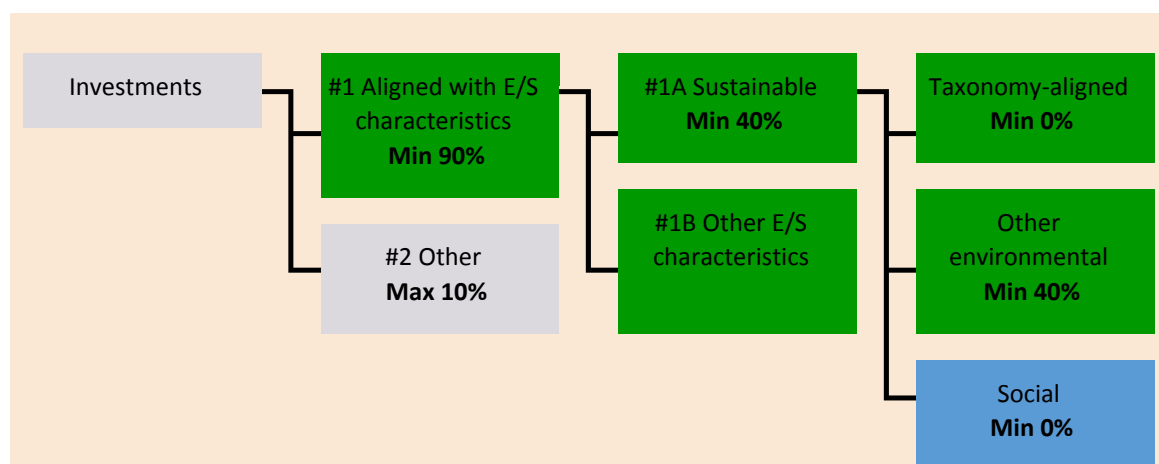 Investments
#1 Aligned with E/S
characteristics
Min 90%
#2 Other
Max 10%
#1A Sustainable
Min 40%
#1B Other E/S
characteristics
Taxonomy-aligned
Min 0%
Other
environmental
Min 40%
Social
Min 0%